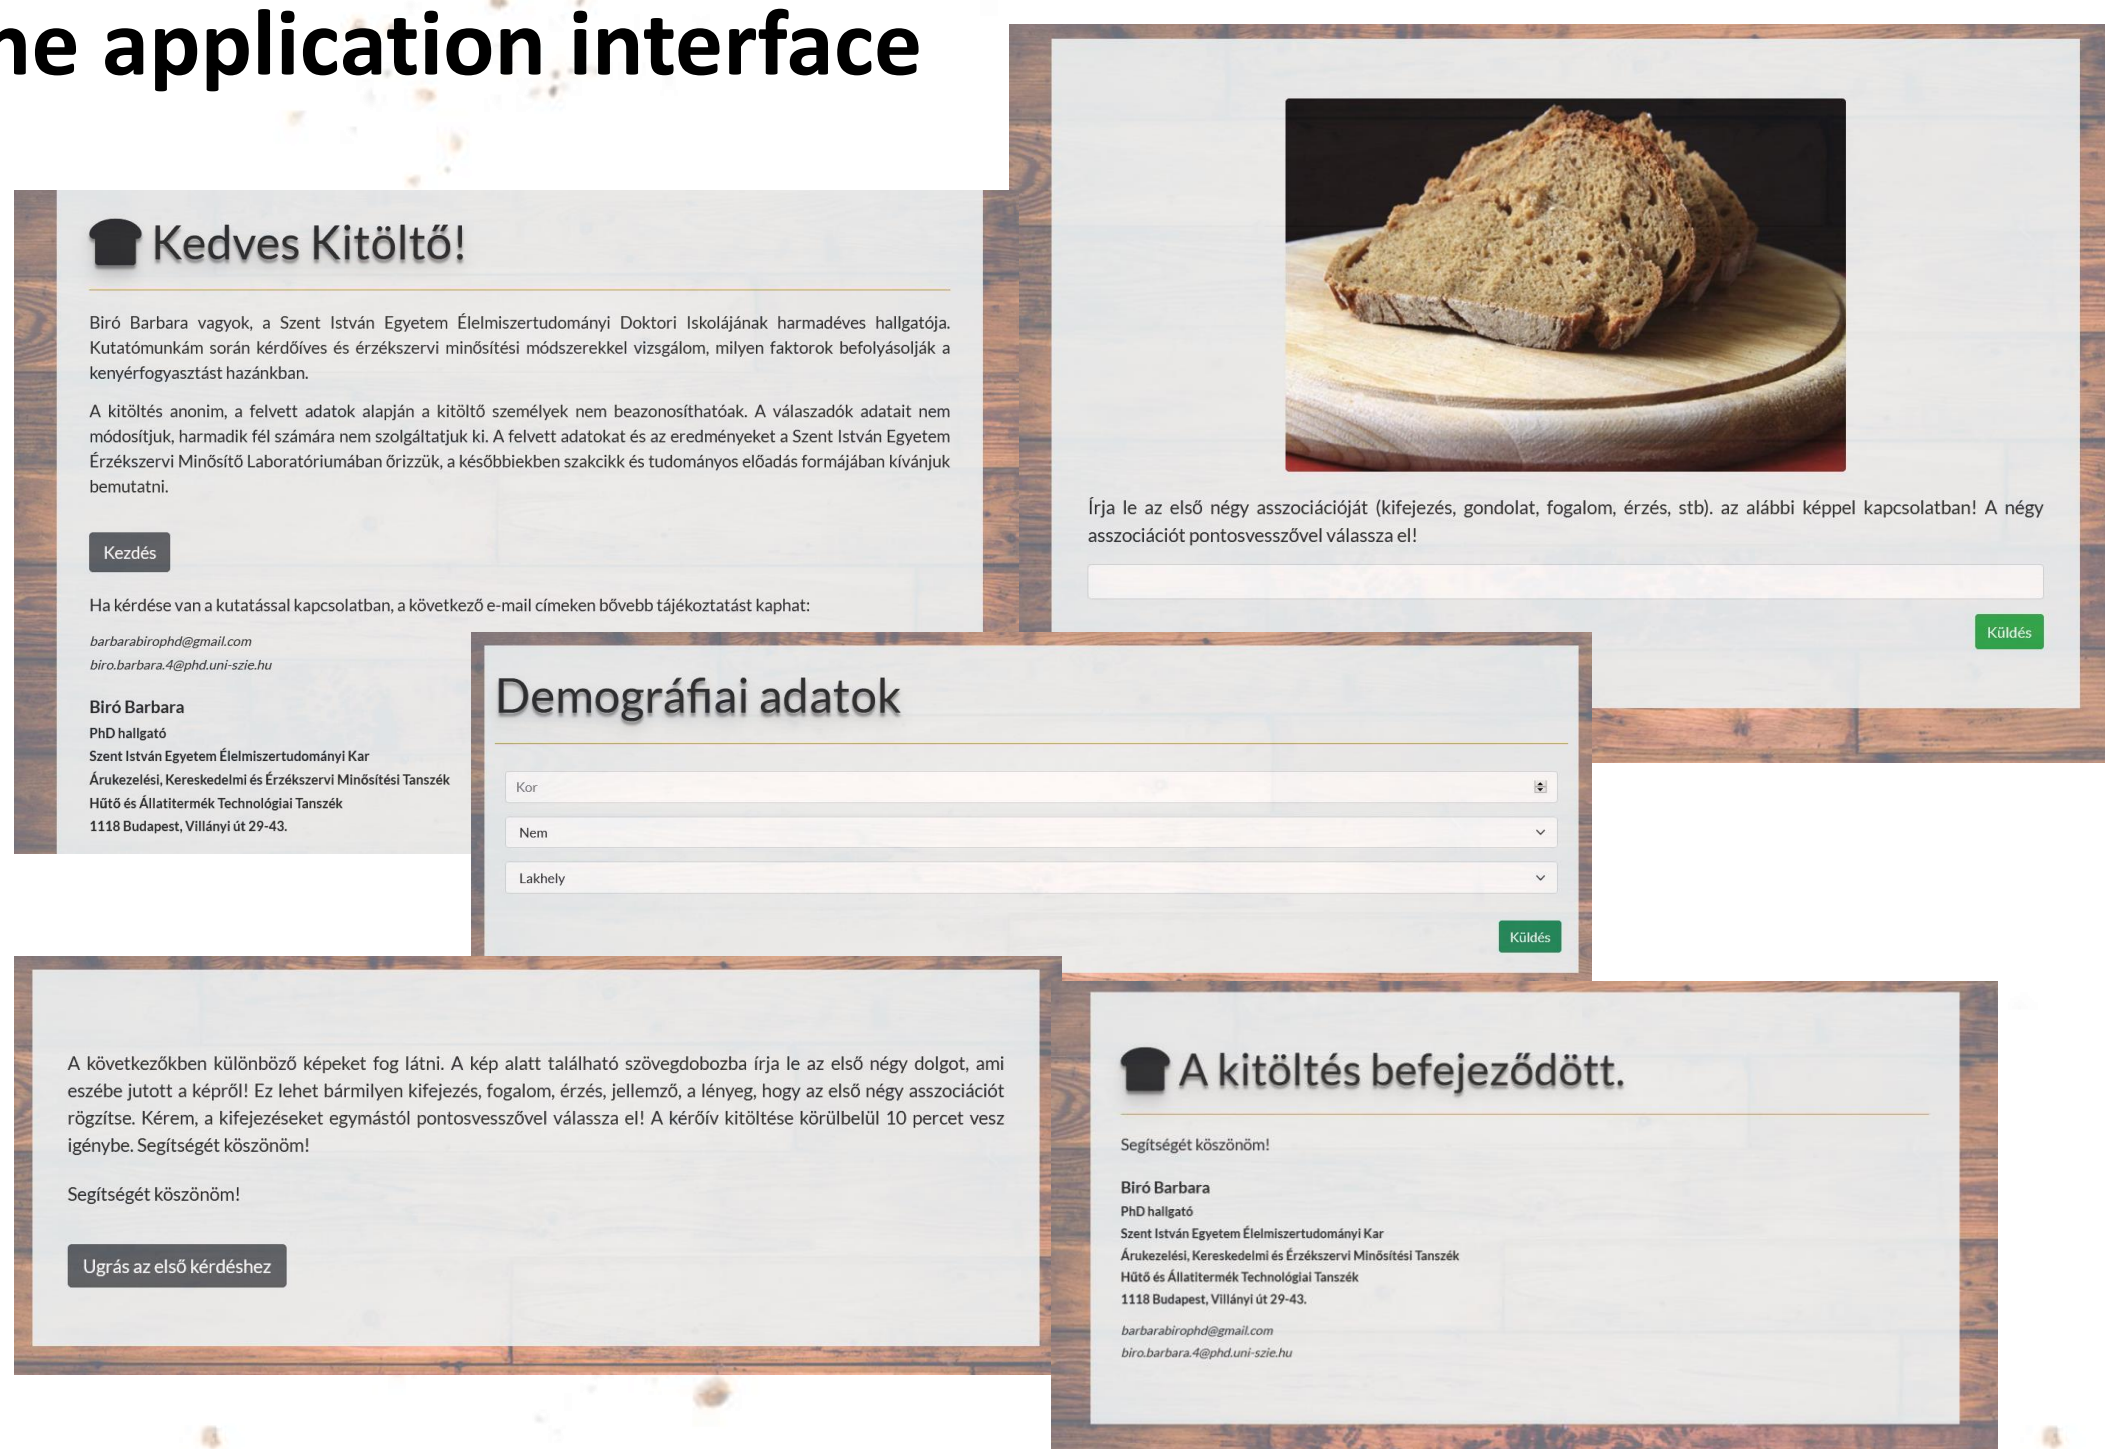 he application interface
Kedves Kitöltő!
Biró Barbara vagyok, a Szent István Egyetem Élelmiszertudományi Doktori Iskolájának harmadéves hallgatója.
Kutatómunkám során kérdőíves és érzékszervi minősítési módszerekkel vizsgálom, milyen faktorok befolyásolják a
kenyérfogyasztást hazánkban.
A kitöltés anonim, a felvett adatok alapján a kitöltő személyek nem beazonosíthatóak. A válaszadók adatait nem
módosítjuk, harmadik fél számára nem szolgáltatjuk ki. A felvett adatokat és az eredményeket a Szent István Egyetem
Érzékszervi Minősítő Laboratóriumában őrizzük, a későbbiekben szakcikk és tudományos előadás formájában kívánjuk
bemutatni.
Kezdés
Ha kérdése van a kutatással kapcsolatban, a következő e-mail címeken bővebb tájékoztatást kaphat:
barbarabirophd@gmail.com
biro.barbara.4@phd.uni-szie.hu
Biró Barbara
PhD hallgató
Szent István Egyetem Élelmiszertudományi Kar
Árukezelési, Kereskedelmi és Érzékszervi Minősítési Tanszék
Hűtő és Állatitermék Technológiai Tanszék
1118 Budapest, Villányi út 29-43.
Írja le az első négy asszociációját (kifejezés, gondolat, fogalom, érzés, stb). az alábbi képpel kapcsolatban! A négy
asszociációt pontosvesszővel válassza el!
Küldés
Demográfiai adatok
Kor
Nem
Lakhely
Küldés
A következőkben különböző képeket fog látni. A kép alatt található szövegdobozba írja le az első négy dolgot, ami
eszébe jutott a képről! Ez lehet bármilyen kifejezés, fogalom, érzés, jellemző, a lényeg, hogy az első négy asszociációt
rögzítse. Kérem, a kifejezéseket egymástól pontosvesszővel válassza el! A kérőív kitöltése körülbelül 10 percet vesz
igénybe. Segítségét köszönöm!
Segítségét köszönöm!
Ugrás az első kérdéshez
A kitöltés befejeződött.
Segítségét köszönöm!
Biró Barbara
PhD hallgató
Szent István Egyetem Élelmiszertudományi Kar
Árukezelési, Kereskedelmi és Érzékszervi Minősítési Tanszék
Hűtő és Állatitermék Technológiai Tanszék
1118 Budapest, Villányi út 29-43.
barbarabirophd@gmail.com
biro.barbara.4@phd.uni-szie.hu